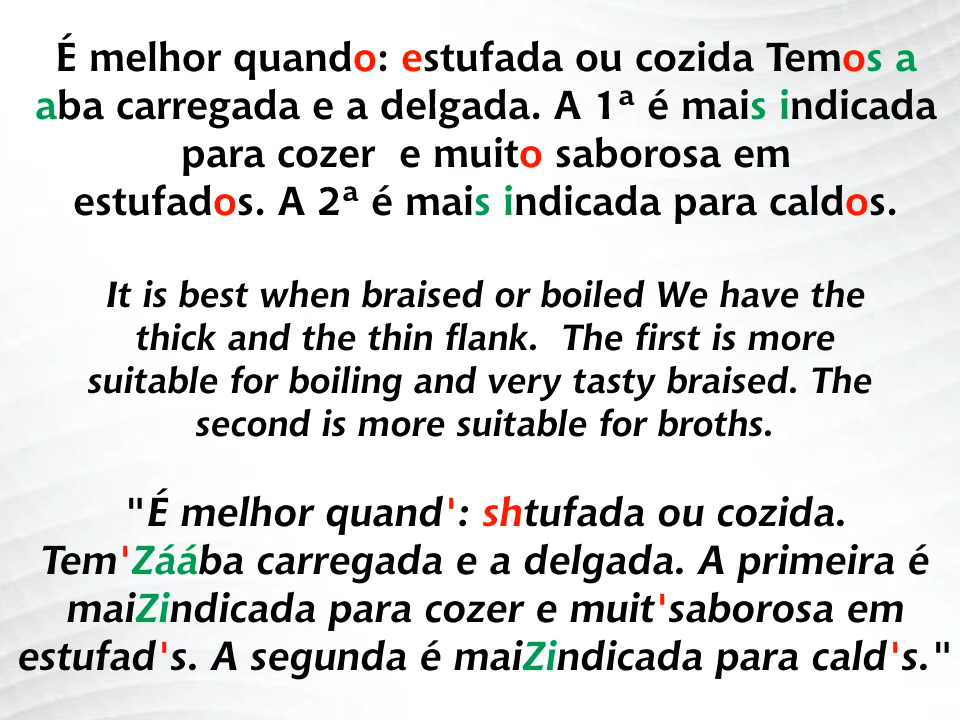 É melhor quando: estufada ou cozida Temos a
aba carregada e a delgada. A 1ª é mais indicada
para cozer  e muito saborosa em
estufados. A 2ª é mais indicada para caldos.
It is best when braised or boiled We have the
thick and the thin flank.  The first is more
suitable for boiling and very tasty braised. The
second is more suitable for broths.
"É melhor quand': shtufada ou cozida.
Tem'Záába carregada e a delgada. A primeira é
maiZindicada para cozer e muit'saborosa em
estufad's. A segunda é maiZindicada para cald's."